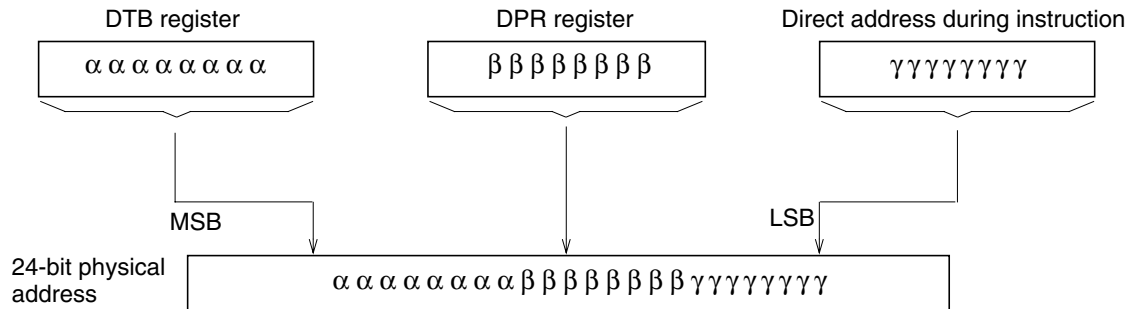 DTB register
DPR register
Direct address during instruction
α α α α α α α α
β β β β β β β β
γ γ γ γ γ γ γ γ
MSB
LSB
24-bit physical
address
α α α α α α α α β β β β β β β β γ γ γ γ γ γ γ γ